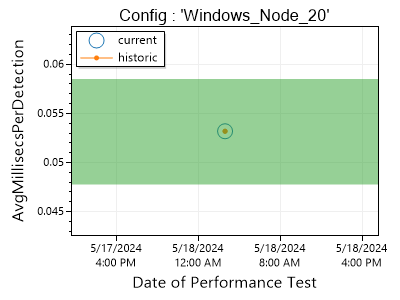 Config : 'Windows_Node_20'
current
historic
AvgMillisecsPerDetection
0.06
0.055
0.05
0.045
5/17/2024 5/18/2024 5/18/2024 5/18/2024
4:00 PM 12:00 AM 8:00 AM 4:00 PM
Date of Performance Test